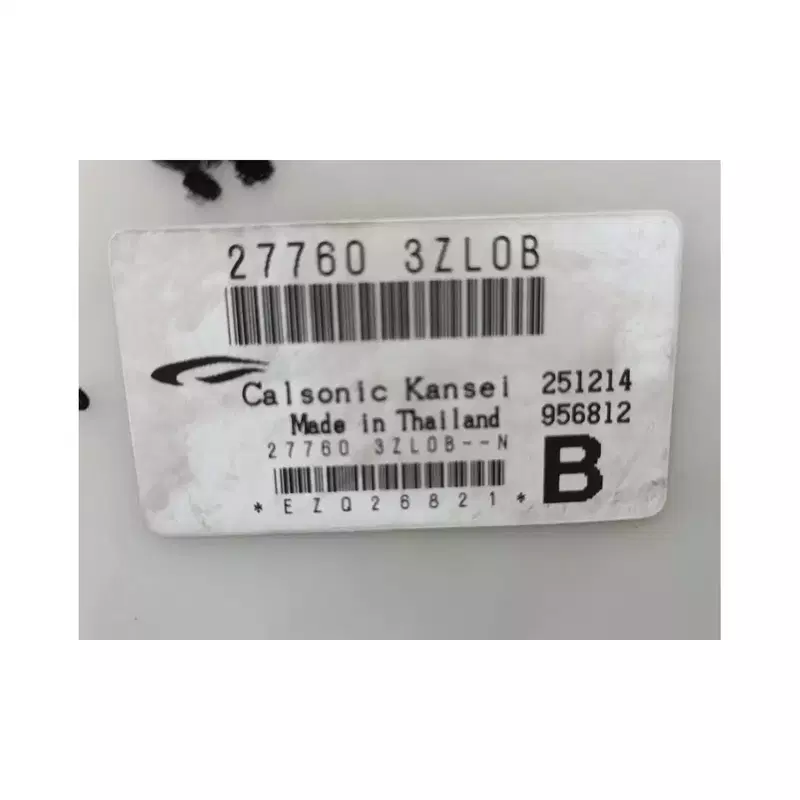 27760 3ZL0B
Calsonic Kansei 251214
Made in Thailand 956812
27760 3ZL0B--N
B
*EZQ26821*